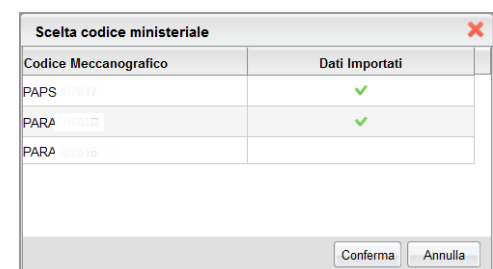 Scelta codice ministeriale
Codice Meccanografico Dati Importati
PAPS
PARA
PARA
Conferma Annulla